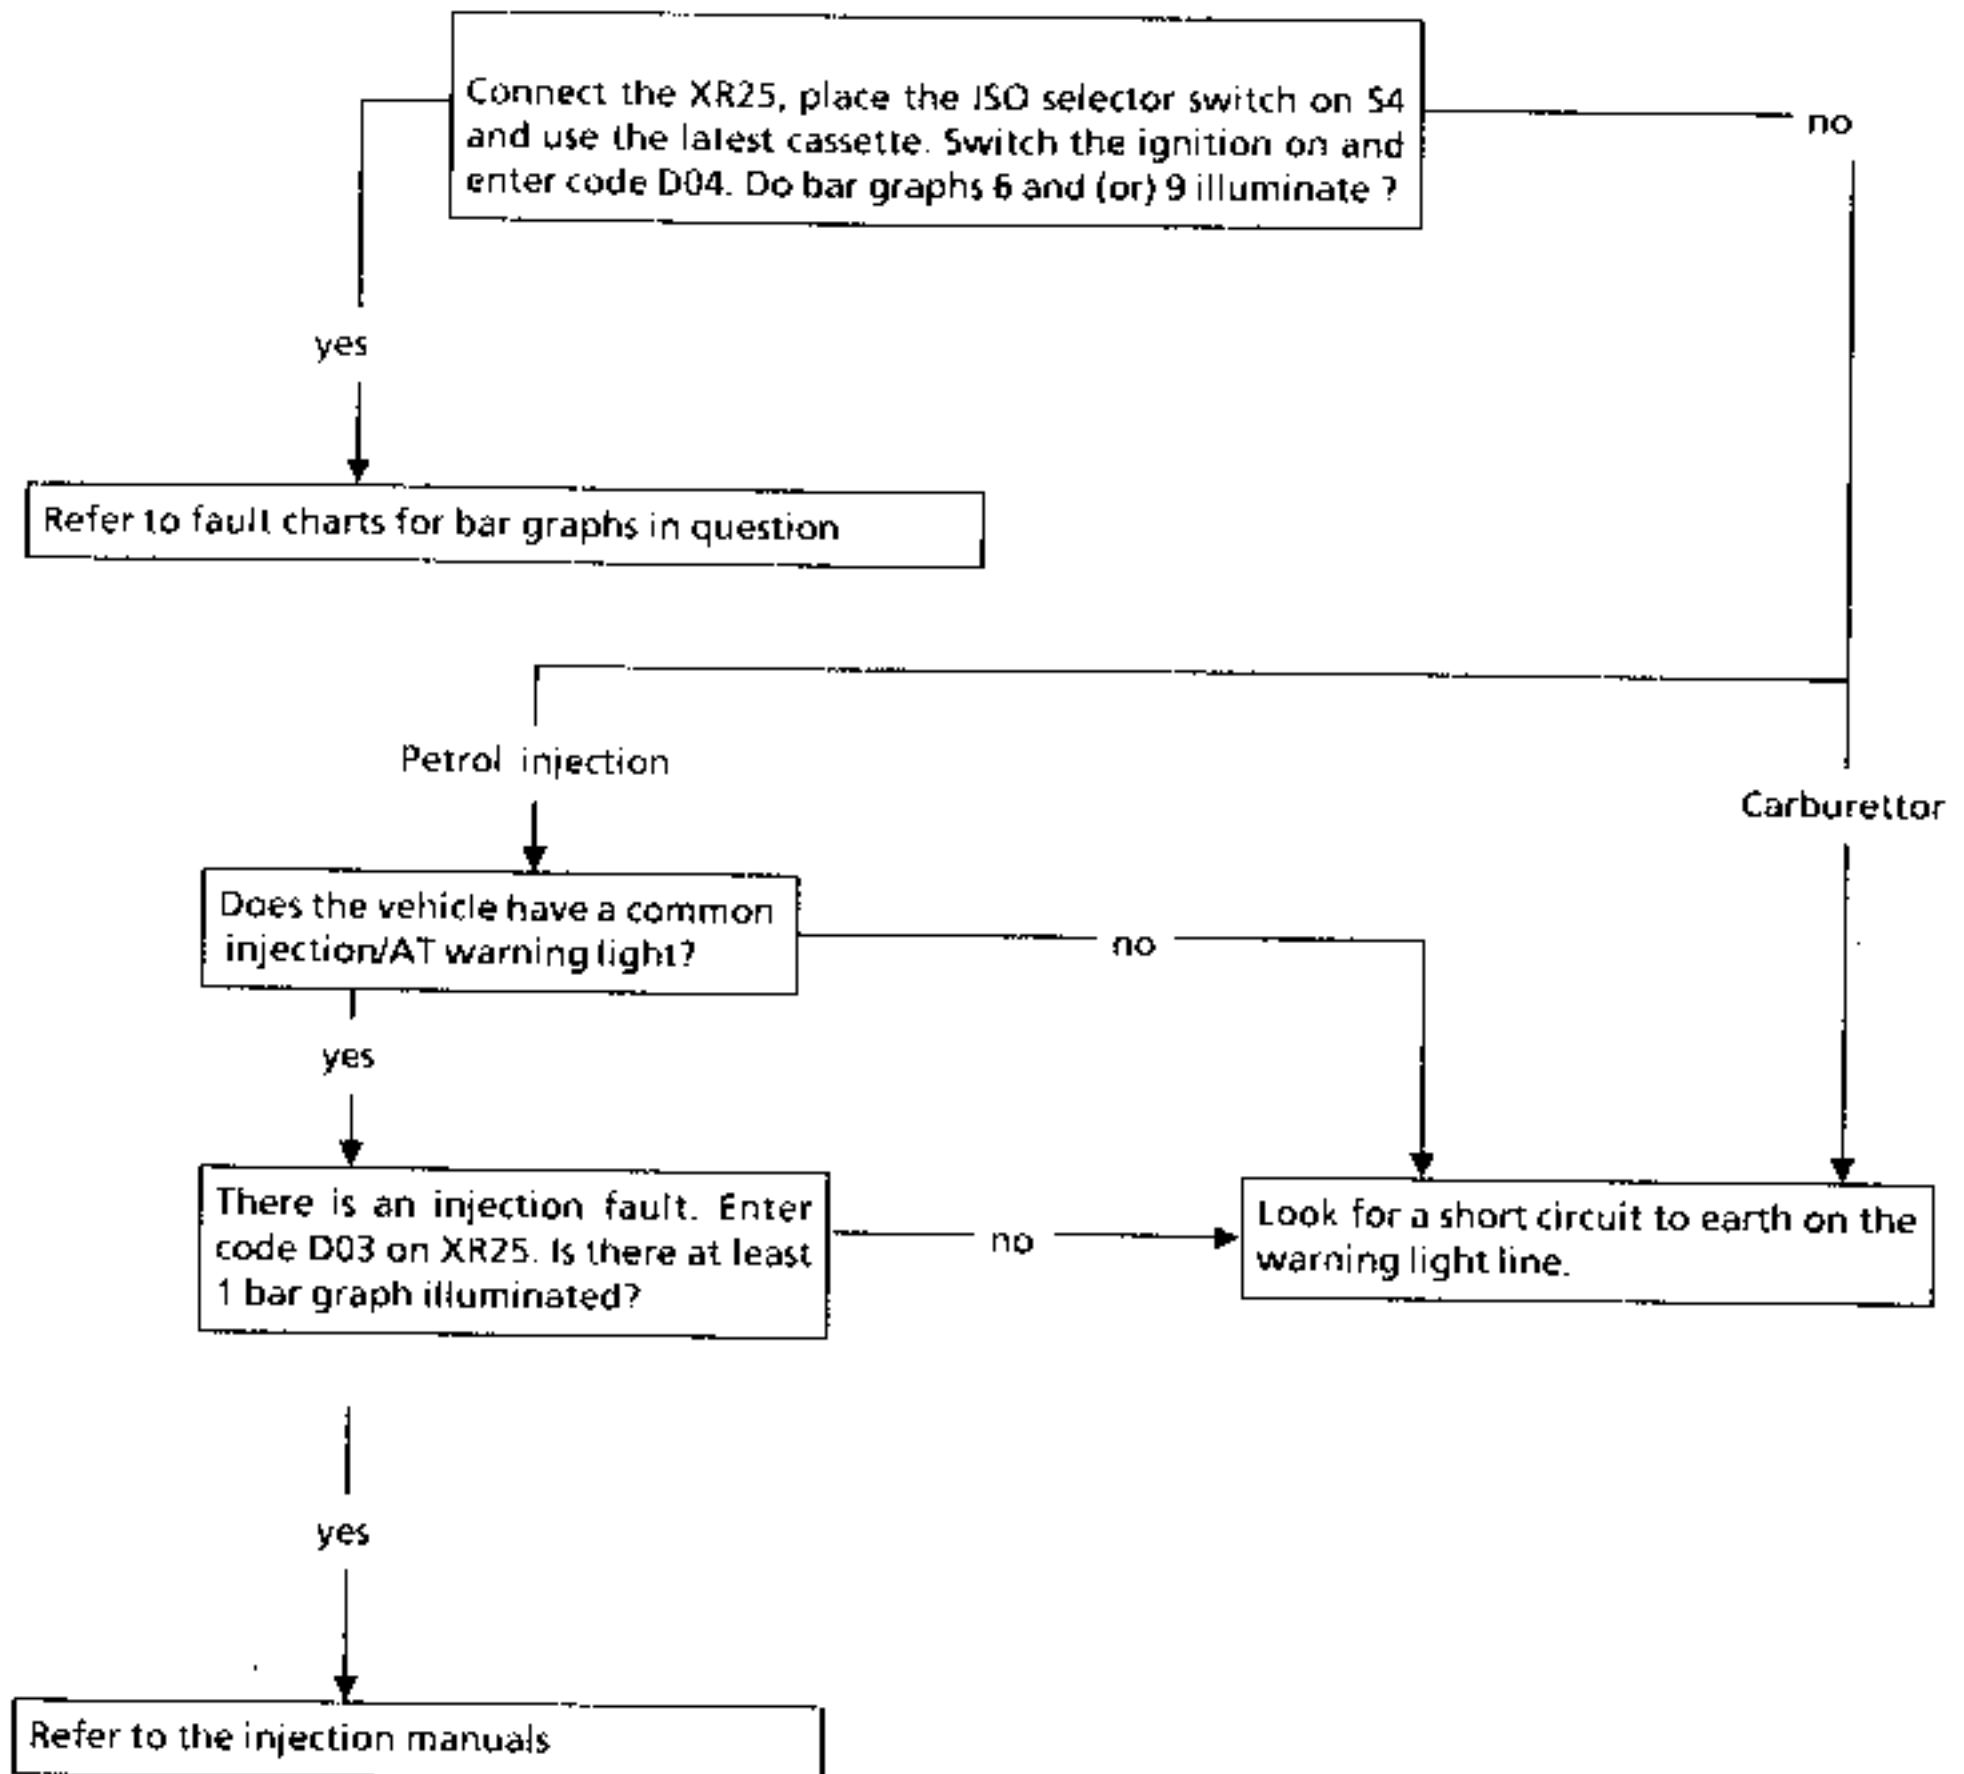 Connect the XR25, place the ISO selector switch on S4
and use the latest cassette. Switch the ignition on and
enter code D04. Do bar graphs 6 and (or) 9 illuminate ?
no
yes
Refer to fault charts for bar graphs in question
Petrol injection
Carburettor
Does the vehicle have a common
injection/AT warning light?
no
yes
There is an injection fault. Enter
code D03 on XR25. Is there at least
1 bar graph illuminated?
no
Look for a short circuit to earth on the
warning light line.
yes
Refer to the injection manuals